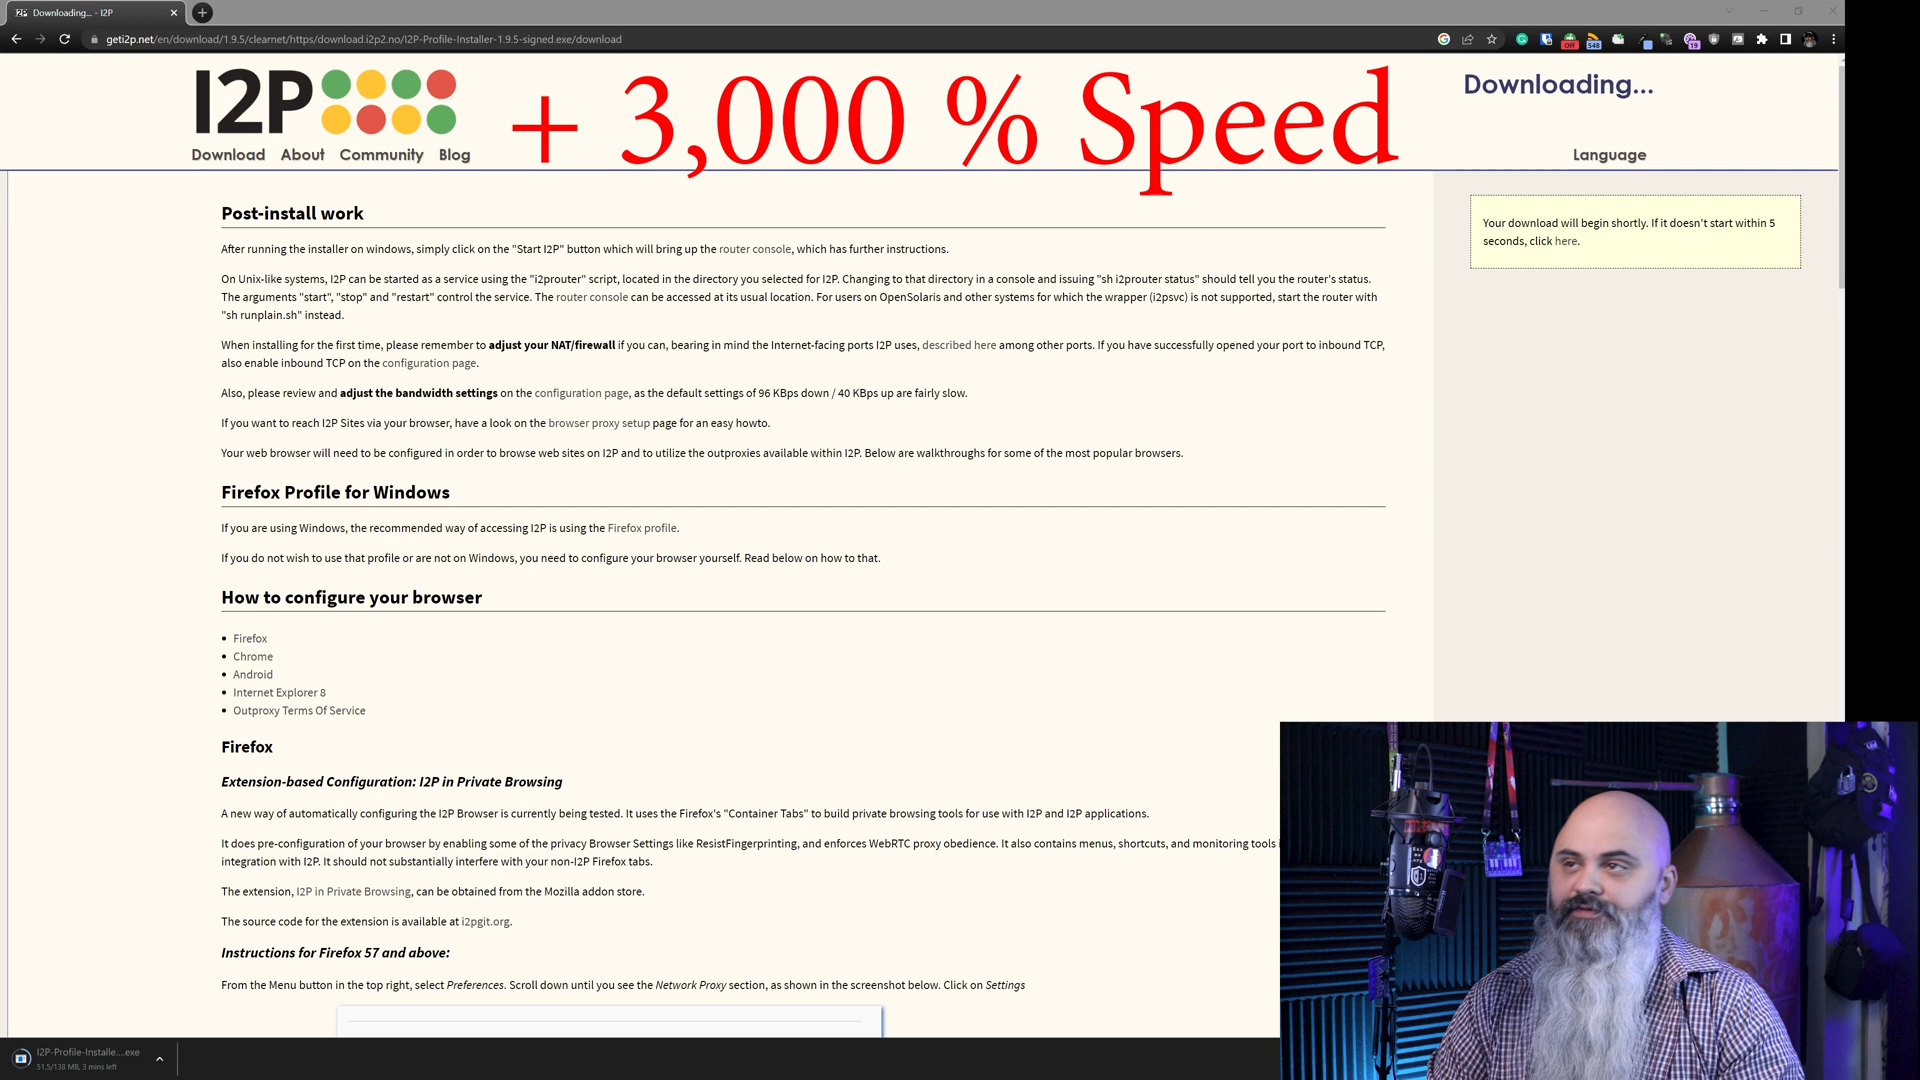 Downloading... - I2P
geti2p.net/en/download/1.9.5/clearnet/https/download.i2p2.no/I2P-Profile-Installer-1.9.5-signed.exe/download
Off
548
19
I2P
+ 3,000 % Speed
Downloading...
Download About Community Blog
Language
Post-install work
After running the installer on windows, simply click on the "Start I2P" button which will bring up the router console, which has further instructions.
On Unix-like systems, I2P can be started as a service using the "i2prouter" script, located in the directory you selected for I2P. Changing to that directory in a console and issuing "sh i2prouter status" should tell you the router's status.
The arguments "start", "stop" and "restart" control the service. The router console can be accessed at its usual location. For users on OpenSolaris and other systems for which the wrapper (i2psvc) is not supported, start the router with
"sh runplain.sh" instead.
When installing for the first time, please remember to adjust your NAT/firewall if you can, bearing in mind the Internet-facing ports I2P uses, described here among other ports. If you have successfully opened your port to inbound TCP,
also enable inbound TCP on the configuration page.
Also, please review and adjust the bandwidth settings on the configuration page, as the default settings of 96 KBps down / 40 KBps up are fairly slow.
If you want to reach I2P Sites via your browser, have a look on the browser proxy setup page for an easy howto.
Your web browser will need to be configured in order to browse web sites on I2P and to utilize the outproxies available within I2P. Below are walkthroughs for some of the most popular browsers.
Your download will begin shortly. If it doesn't start within 5
seconds, click here.
Firefox Profile for Windows
If you are using Windows, the recommended way of accessing I2P is using the Firefox profile.
If you do not wish to use that profile or are not on Windows, you need to configure your browser yourself. Read below on how to that.
How to configure your browser
• Firefox
• Chrome
• Android
• Internet Explorer 8
• Outproxy Terms Of Service
Firefox
Extension-based Configuration: I2P in Private Browsing
A new way of automatically configuring the I2P Browser is currently being tested. It uses the Firefox's "Container Tabs" to build private browsing tools for use with I2P and I2P applications.
It does pre-configuration of your browser by enabling some of the privacy Browser Settings like ResistFingerprinting, and enforces WebRTC proxy obedience. It also contains menus, shortcuts, and monitoring tools
integration with I2P. It should not substantially interfere with your non-I2P Firefox tabs.
The extension, I2P in Private Browsing, can be obtained from the Mozilla addon store.
The source code for the extension is available at i2pgit.org.
Instructions for Firefox 57 and above:
From the Menu button in the top right, select Preferences. Scroll down until you see the Network Proxy section, as shown in the screenshot below. Click on Settings
I2P-Profile-Installe....exe
51.5/138 MB, 3 mins left